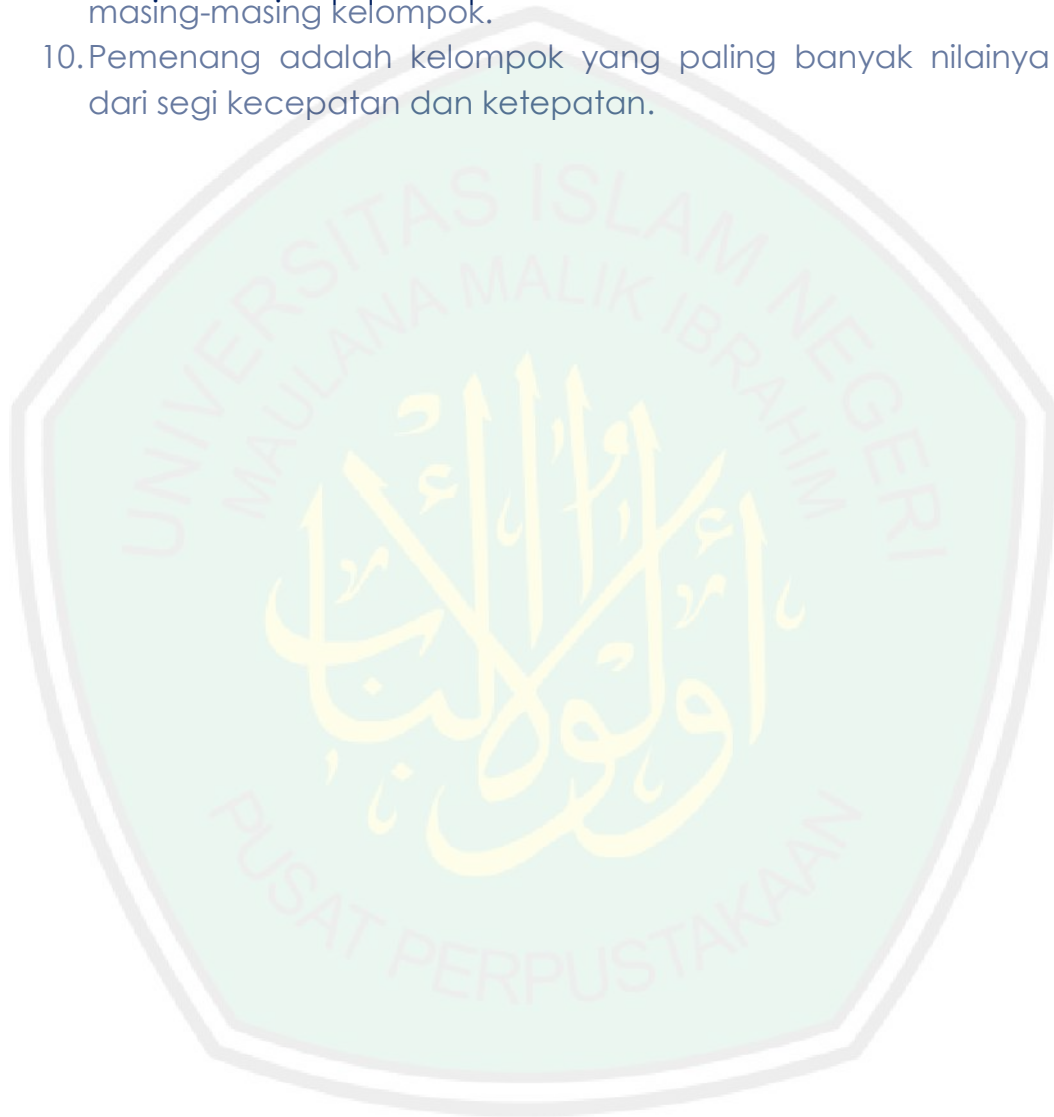 masing-masing kelompok.
10. Pemenang adalah kelompok yang paling banyak nilainya
dari segi kecepatan dan ketepatan.
UNIVERSITAS ISLAM NEGERI
MAULANA MALIK IBRAHIM
أولوا الألباب
PUSAT PERPUSTAKAAN